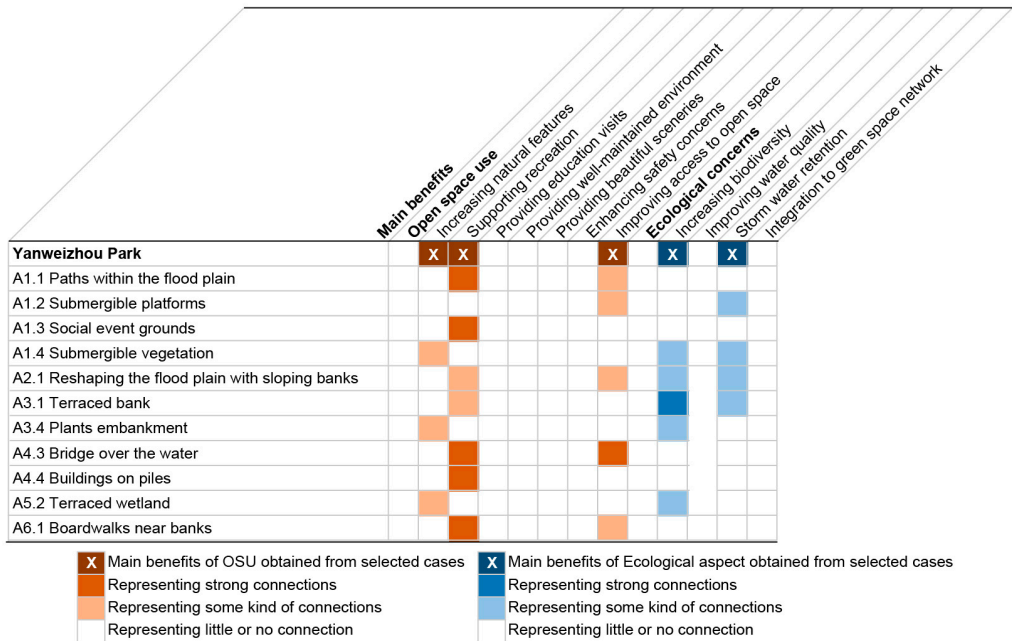 Main benefits
Open space use
Increasing natural features
Supporting recreation
Providing education visits
Providing well-maintained environment
Providing beautiful sceneries
Enhancing safety concerns
Improving access to open space
Ecological concerns
Increasing biodiversity
Improving water quality
Storm water retention
Integration to green space network
Yanweizhou Park X X X X X
A1.1 Paths within the flood plain
A1.2 Submergible platforms
A1.3 Social event grounds
A1.4 Submergible vegetation
A2.1 Reshaping the flood plain with sloping banks
A3.1 Terraced bank
A3.4 Plants embankment
A4.3 Bridge over the water
A4.4 Buildings on piles
A5.2 Terraced wetland
A6.1 Boardwalks near banks
X Main benefits of OSU obtained from selected cases
Representing strong connections
Representing some kind of connections
Representing little or no connection
X Main benefits of Ecological aspect obtained from selected cases
Representing strong connections
Representing some kind of connections
Representing little or no connection